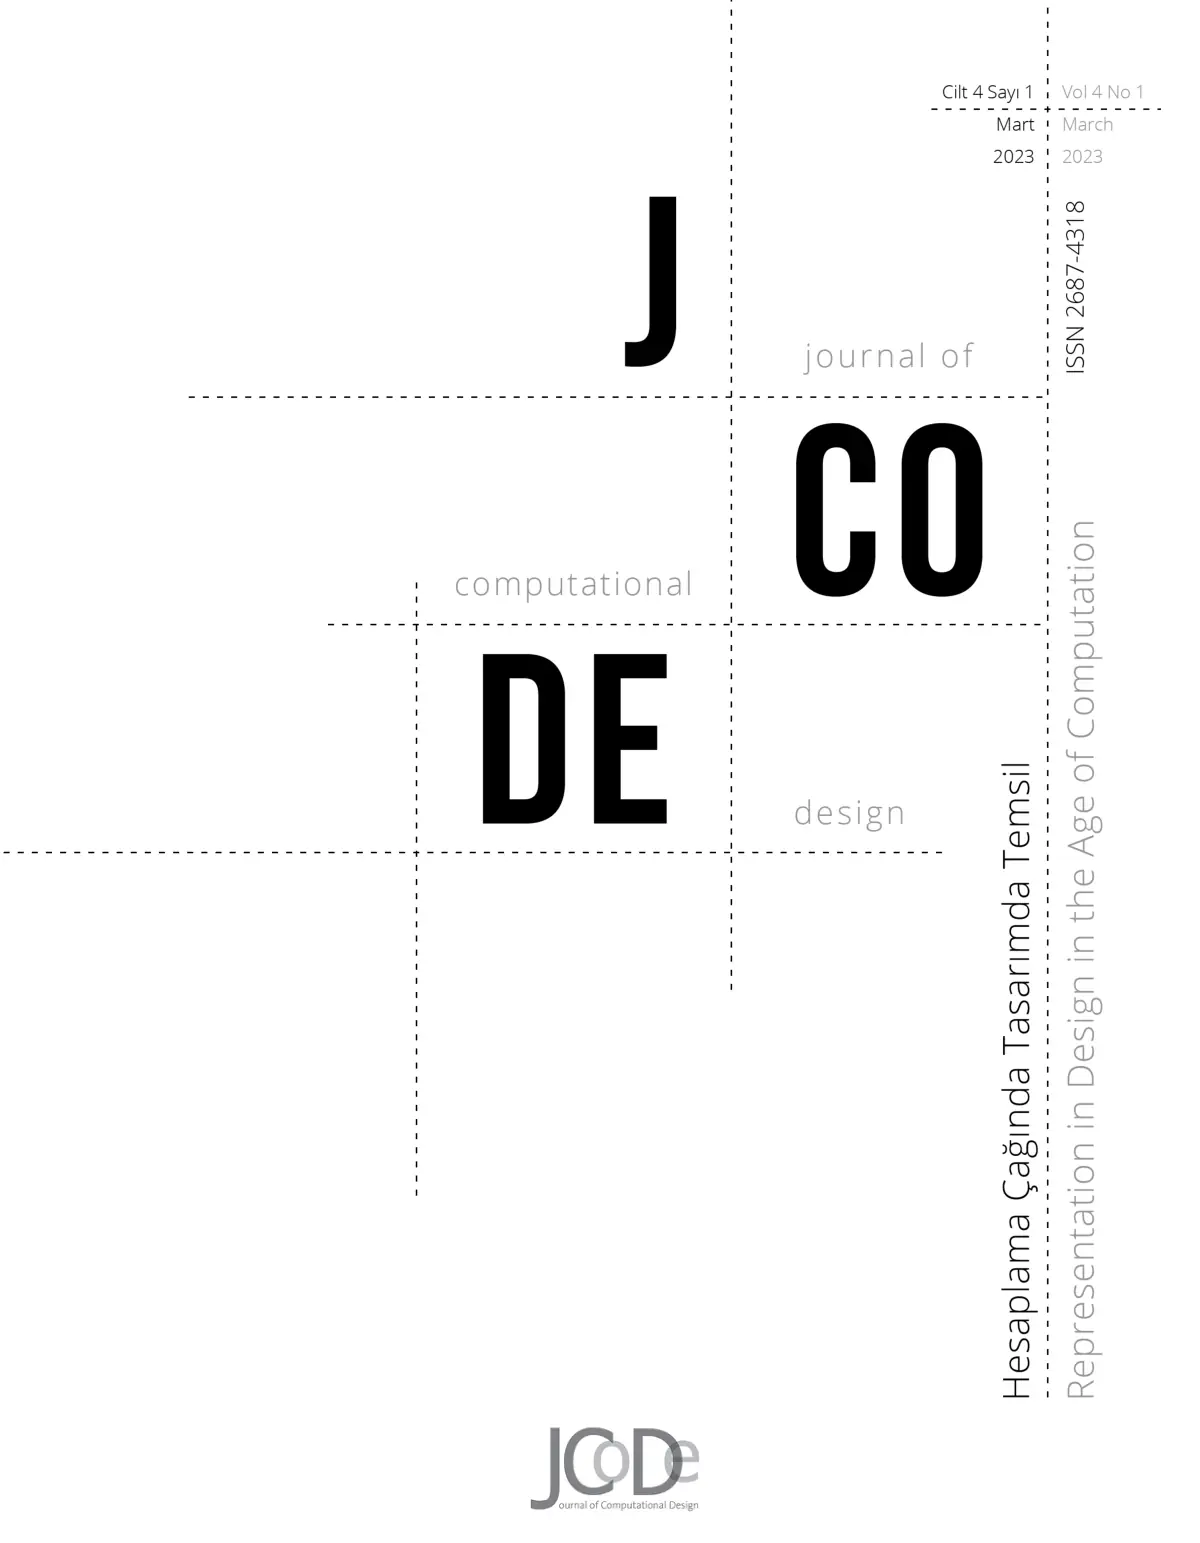 Cilt 4 Sayı 1
Vol 4 No 1
Mart
March
2023
2023
ISSN 2687-4318
J
journal of
CO
computational
DE
design
Hesaplama Çağında Tasarımda Temsil
Representation in Design in the Age of Computation
JCoDe
ournal of Computational Design